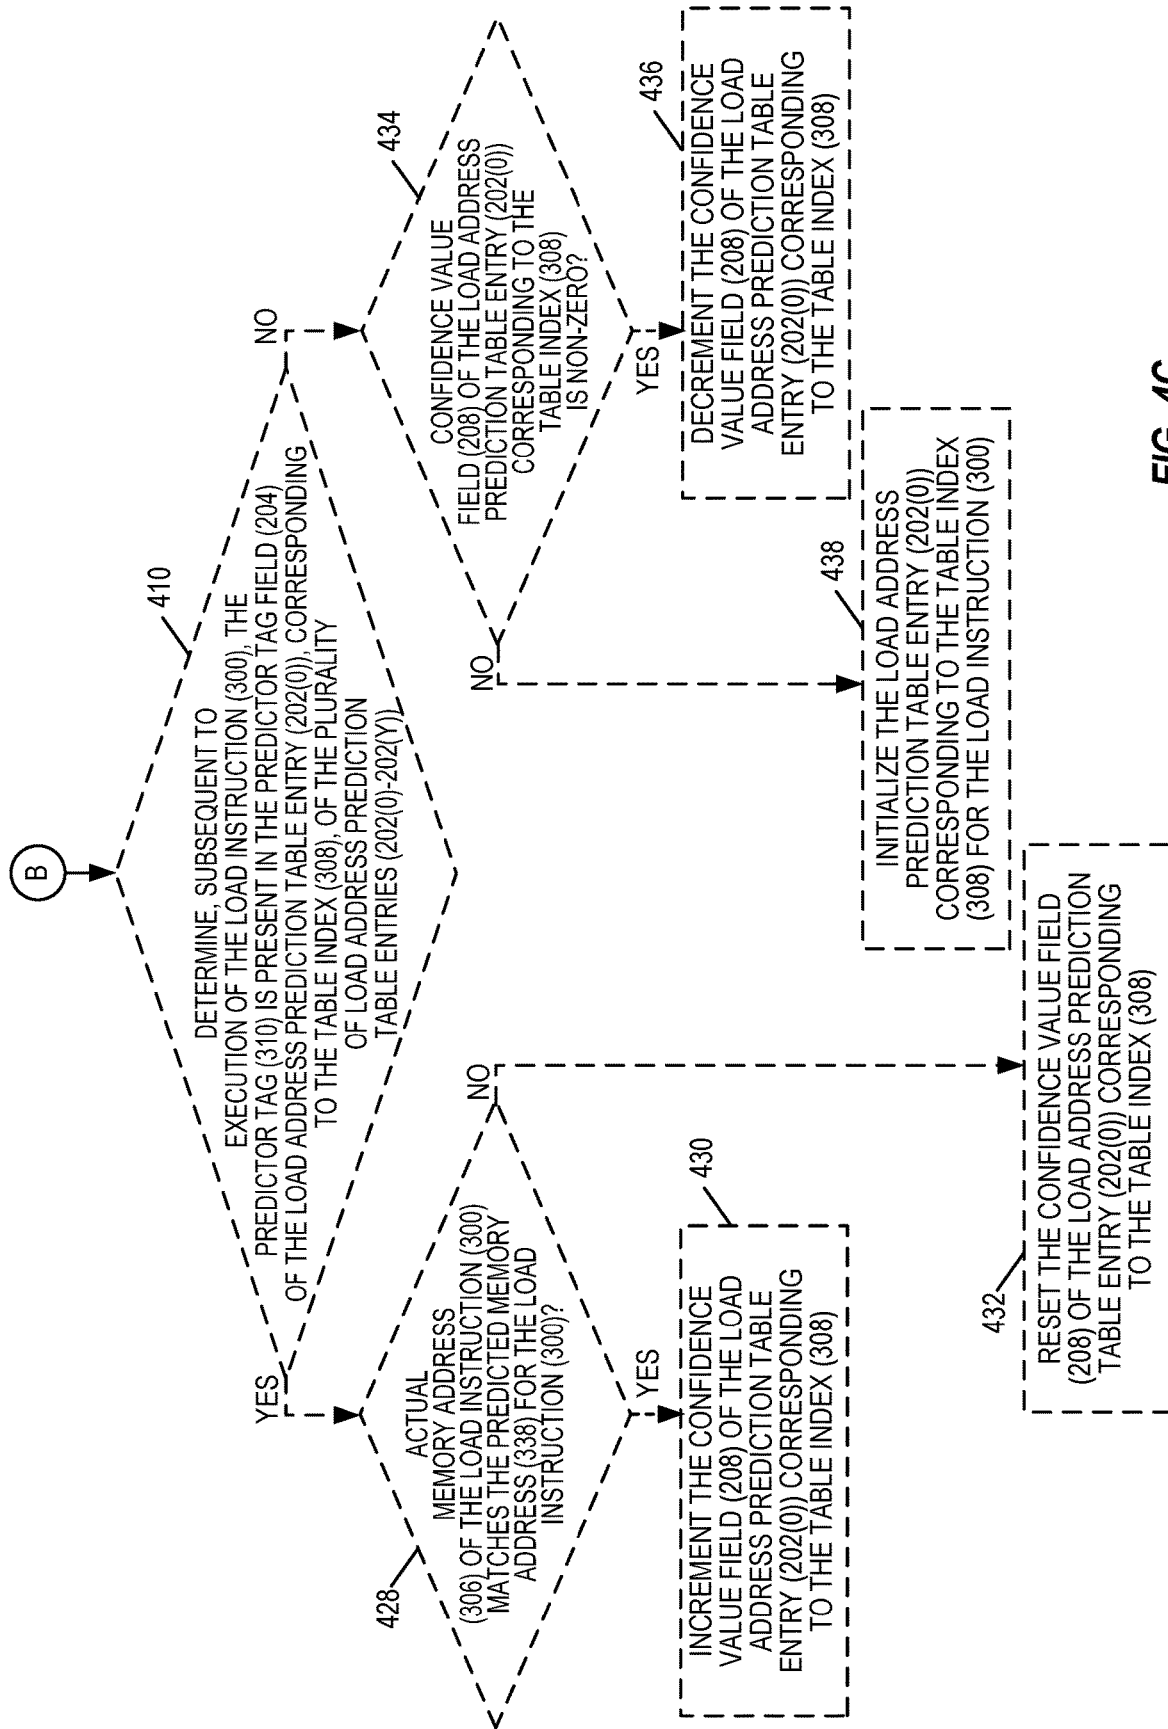 B
410
DETERMINE, SUBSEQUENT TO
EXECUTION OF THE LOAD INSTRUCTION (300), THE
PREDICTOR TAG (310) IS PRESENT IN THE PREDICTOR TAG FIELD (204)
OF THE LOAD ADDRESS PREDICTION TABLE ENTRY (202(0)), CORRESPONDING
TO THE TABLE INDEX (308), OF THE PLURALITY
OF LOAD ADDRESS PREDICTION
TABLE ENTRIES (202(0)-202(Y))
YES
NO
428
ACTUAL
MEMORY ADDRESS
(306) OF THE LOAD INSTRUCTION (300)
MATCHES THE PREDICTED MEMORY
ADDRESS (338) FOR THE LOAD
INSTRUCTION (300)?
NO
YES
430
INCREMENT THE CONFIDENCE
VALUE FIELD (208) OF THE LOAD
ADDRESS PREDICTION TABLE
ENTRY (202(0)) CORRESPONDING
TO THE TABLE INDEX (308)
432
RESET THE CONFIDENCE VALUE FIELD
(208) OF THE LOAD ADDRESS PREDICTION
TABLE ENTRY (202(0)) CORRESPONDING
TO THE TABLE INDEX (308)
434
CONFIDENCE VALUE
FIELD (208) OF THE LOAD ADDRESS
PREDICTION TABLE ENTRY (202(0))
CORRESPONDING TO THE
TABLE INDEX (308)
IS NON-ZERO?
NO
YES
436
DECREMENT THE CONFIDENCE
VALUE FIELD (208) OF THE LOAD
ADDRESS PREDICTION TABLE
ENTRY (202(0)) CORRESPONDING
TO THE TABLE INDEX (308)
438
INITIALIZE THE LOAD ADDRESS
PREDICTION TABLE ENTRY (202(0))
CORRESPONDING TO THE TABLE INDEX
(308) FOR THE LOAD INSTRUCTION (300)
FIG. 4C